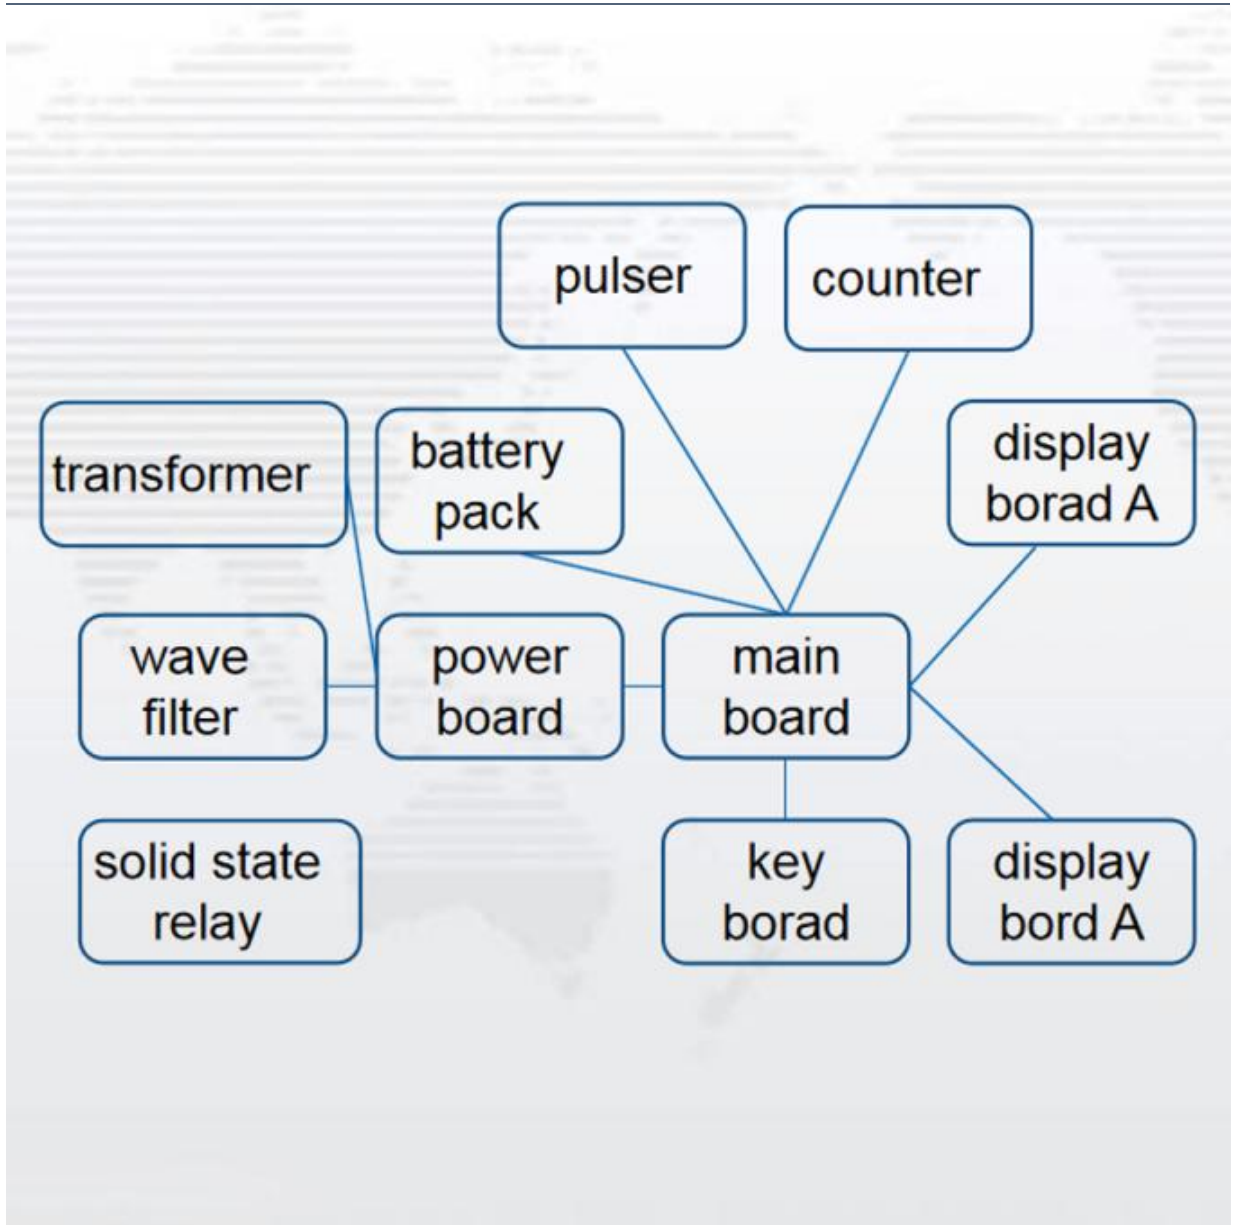 pulser
counter
transformer
battery
pack
display
borad A
wave
filter
power
board
main
board
solid state
relay
key
borad
display
bord A